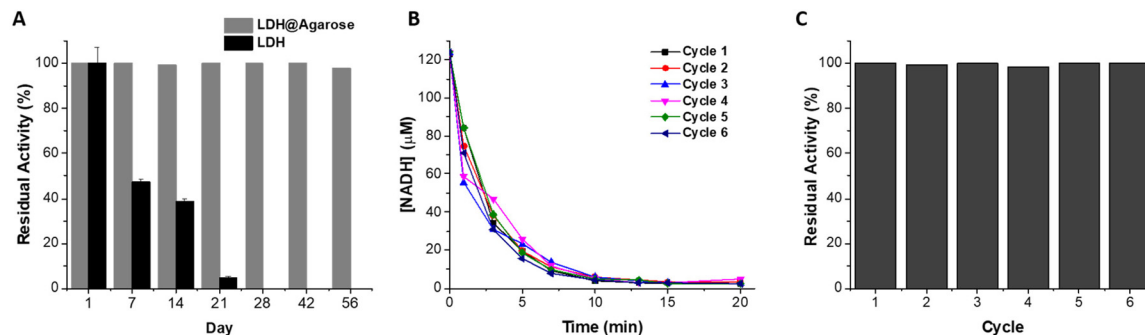 A
Residual Activity (%)
120
100
80
60
40
20
0
LDH@Agarose
LDH
1 7 14 21 28 42 56
Day
B
[NADH] (μM)
120
100
80
60
40
20
0
Cycle 1
Cycle 2
Cycle 3
Cycle 4
Cycle 5
Cycle 6
0 5 10 15 20
Time (min)
C
Residual Activity (%)
100
80
60
40
20
0
1 2 3 4 5 6
Cycle